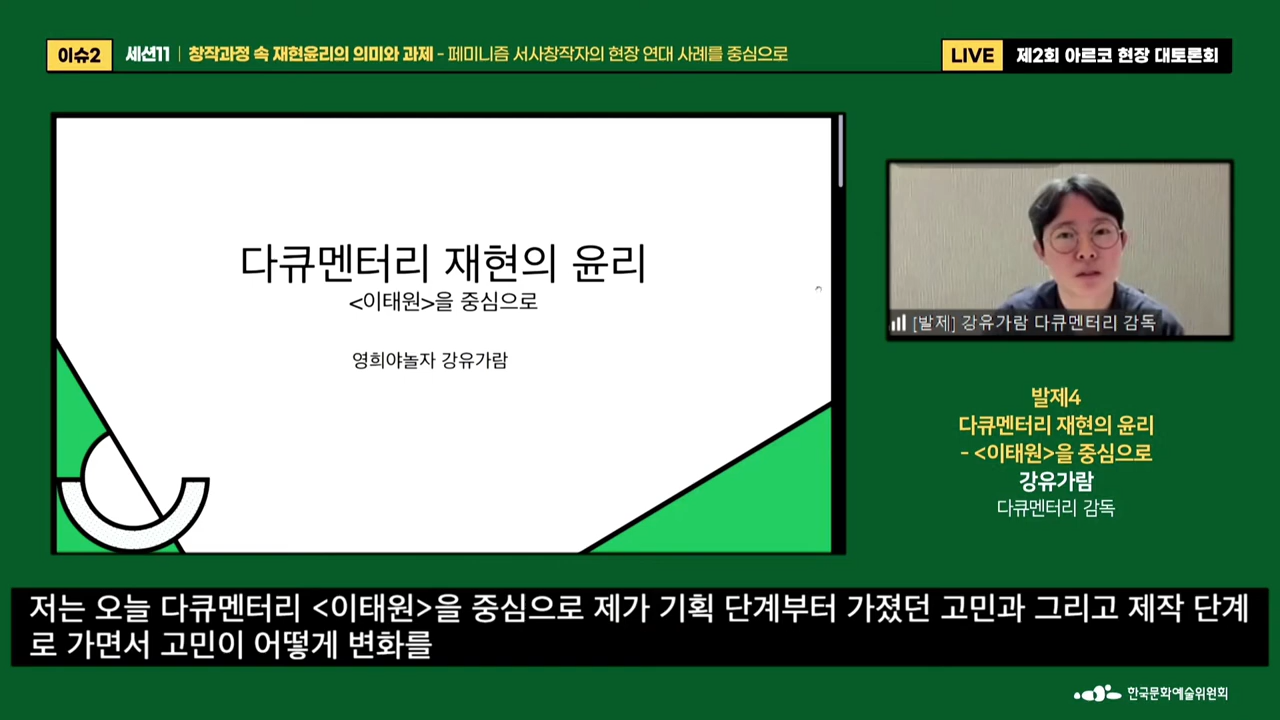 이슈2 세션11 | 창작과정 속 재현윤리의 의미와 과제 - 페미니즘 서사창작자의 현장 연대 사례를 중심으로
LIVE 제2회 아르코 현장 대토론회
다큐멘터리 재현의 윤리
<이태원>을 중심으로
영희야놀자 강유가람
[발제] 강유가람 다큐멘터리 감독
발제4
다큐멘터리 재현의 윤리
- <이태원>을 중심으로
강유가람
다큐멘터리 감독
저는 오늘 다큐멘터리 <이태원>을 중심으로 제가 기획 단계부터 가졌던 고민과 그리고 제작 단계
로 가면서 고민이 어떻게 변화를
한국문화예술위원회